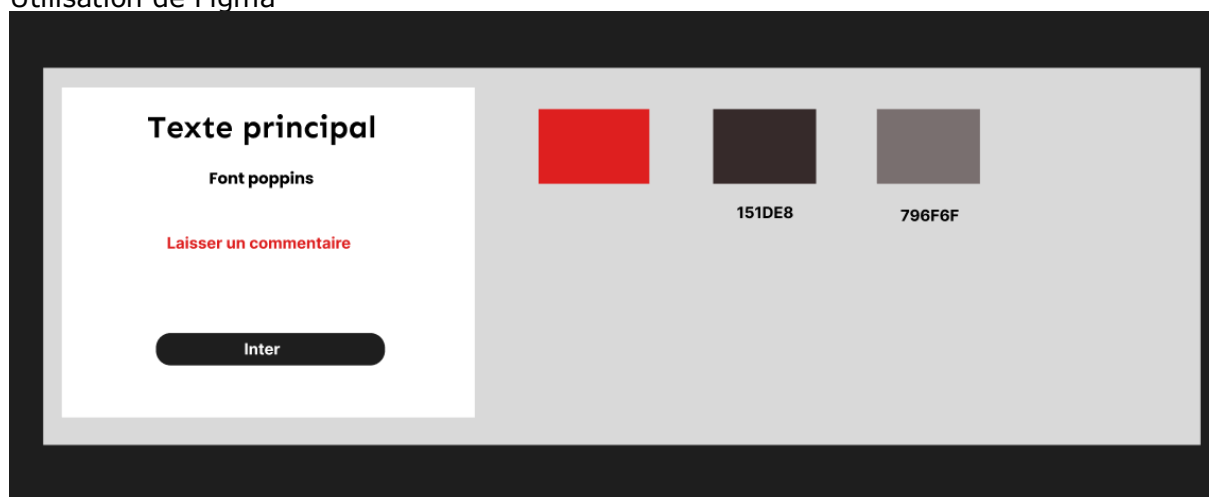 Utilisation de Figma
Texte principal
Font poppins
Laisser un commentaire
Inter
151DE8
796F6F